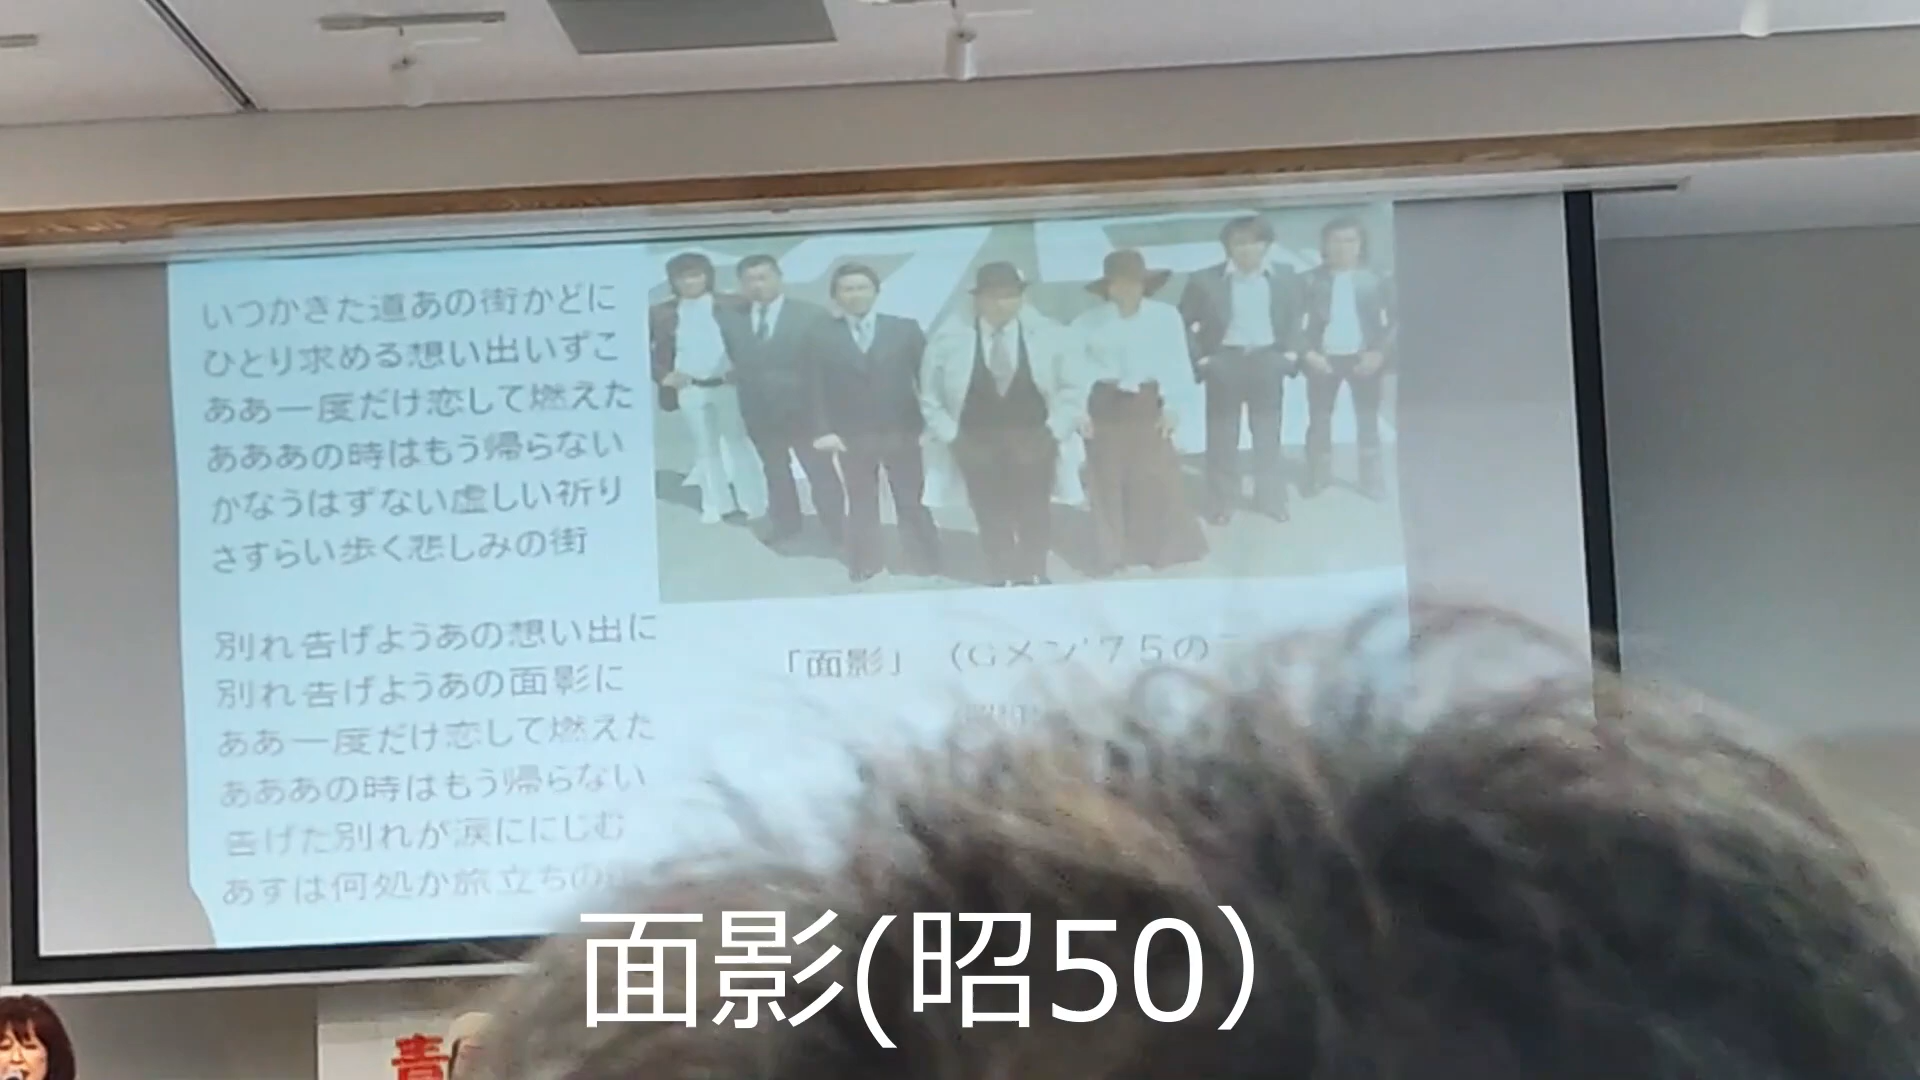 いつかきた道あの街かどに
ひとり求める想い出いずこ
ああ一度だけ恋して燃えた
あああの時はもう帰らない
かなうはずない虚しい祈り
さすらい歩く悲しみの街
別れ告げようあの想い出に
別れ告げようあの面影に
ああ一度だけ恋して燃えた
あああの時はもう帰らない
告げた別れが涙ににじむ
あすは何処か旅立ちの
「面影」（Gメン'７５の
面影(昭50）
青